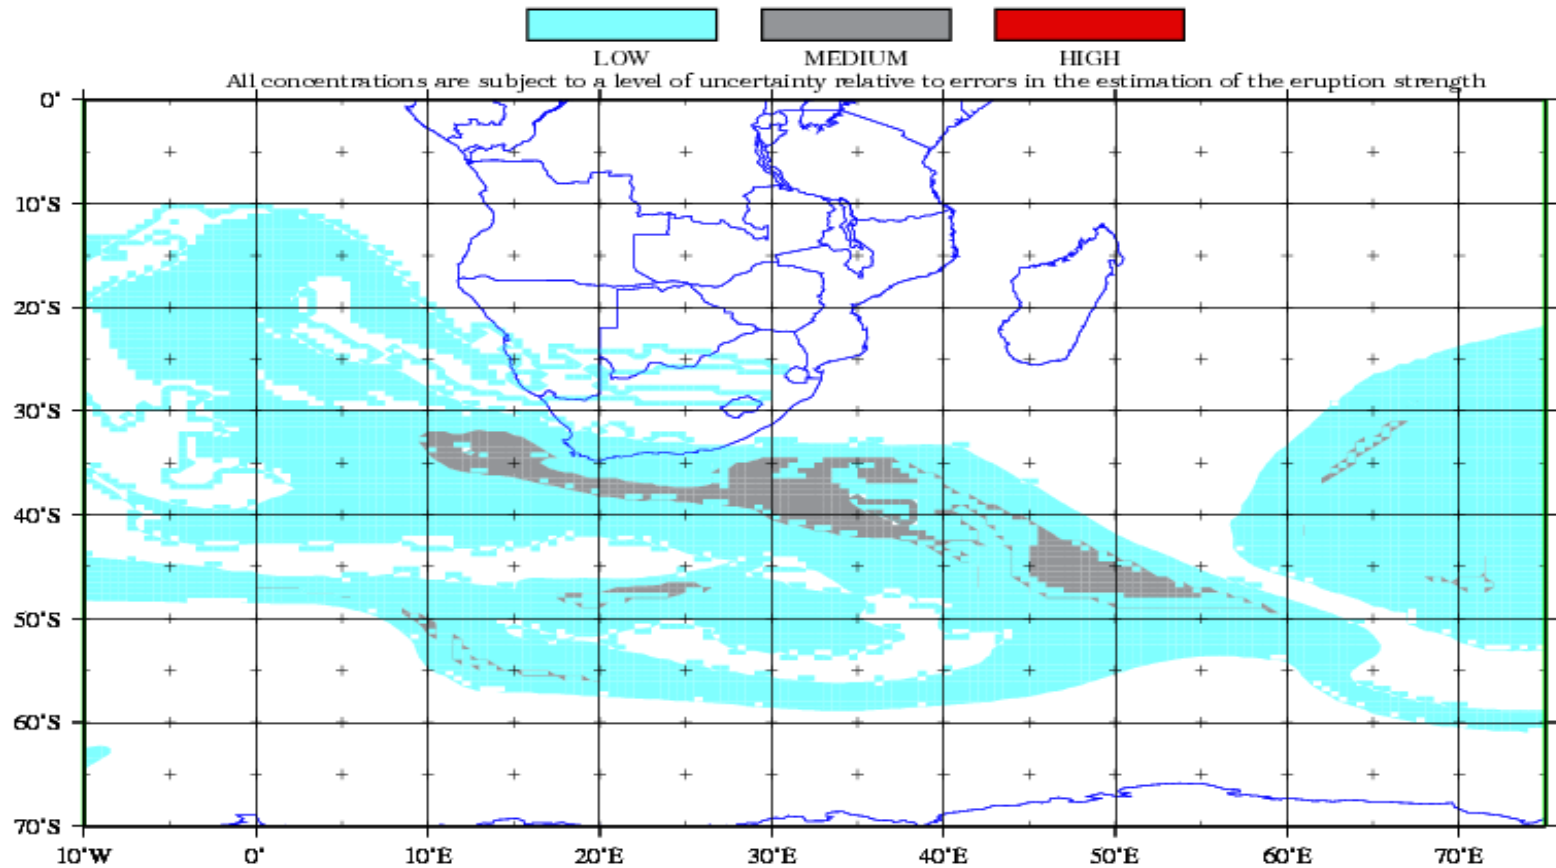 LOW MEDIUM HIGH
All concentrations are subject to a level of uncertainty relative to errors in the estimation of the eruption strength
0°
10°S
20°S
30°S
40°S
50°S
60°S
70°S
10°W 0° 10°E 20°E 30°E 40°E 50°E 60°E 70°E